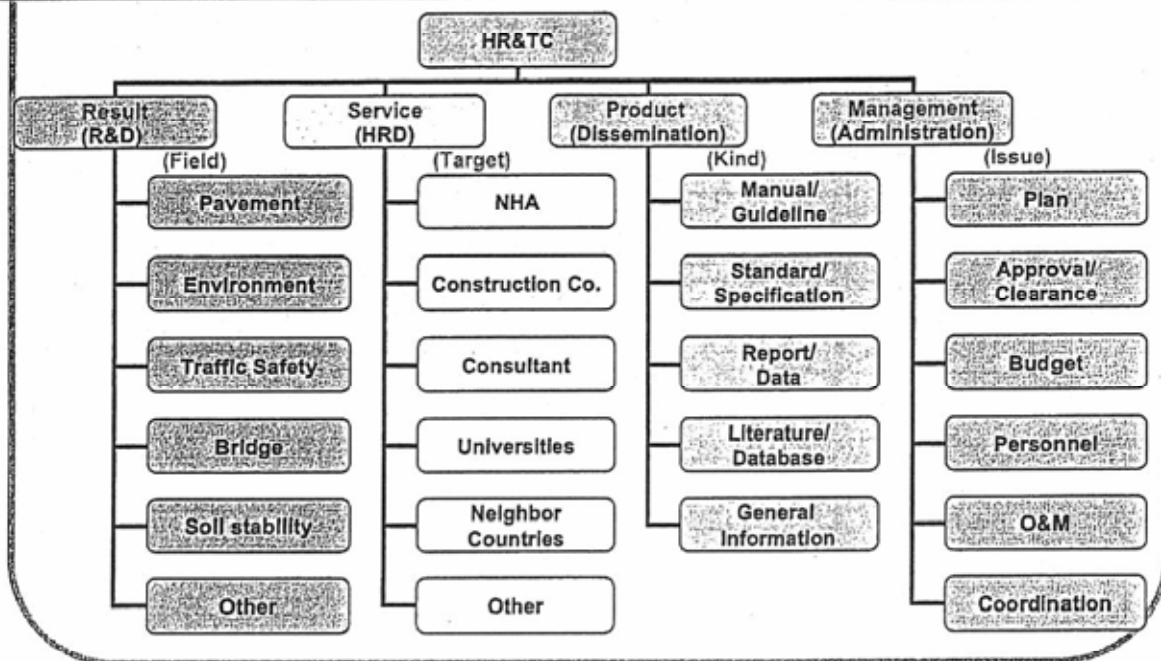 HR&TC
Result
(R&D)
Service
(HRD)
Product
(Dissemination)
Management
(Administration)
(Field)
Pavement
Environment
Traffic Safety
Bridge
Soil stability
Other
(Target)
NHA
Construction Co.
Consultant
Universities
Neighbor
Countries
Other
(Kind)
Manual/
Guideline
Standard/
Specification
Report/
Data
Literature/
Database
General
Information
(Issue)
Plan
Approval/
Clearance
Budget
Personnel
O&M
Coordination